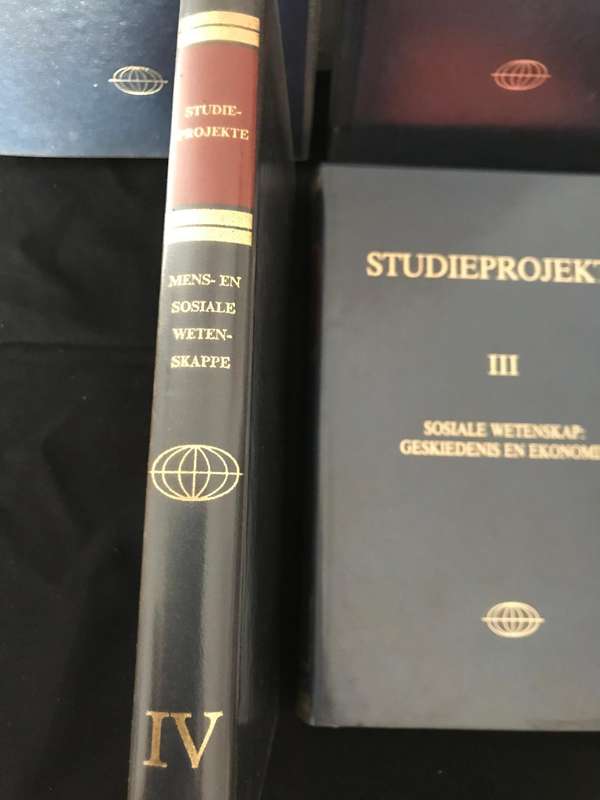 STUDIE-
PROJEKTE
MENS- EN
SOSIALE
WETEN-
SKAPPE
IV
STUDIEPROJEKT
III
SOSIALE WETENSKAP:
GESKIEDENIS EN EKONOMI